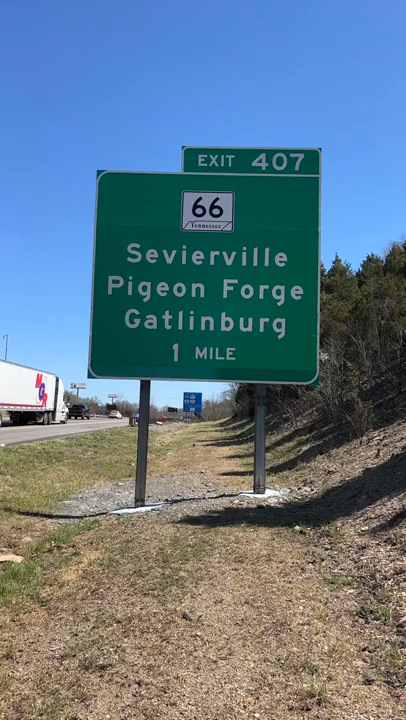 EXIT 407
66
Tennessee
Sevierville
Pigeon Forge
Gatlinburg
1 MILE